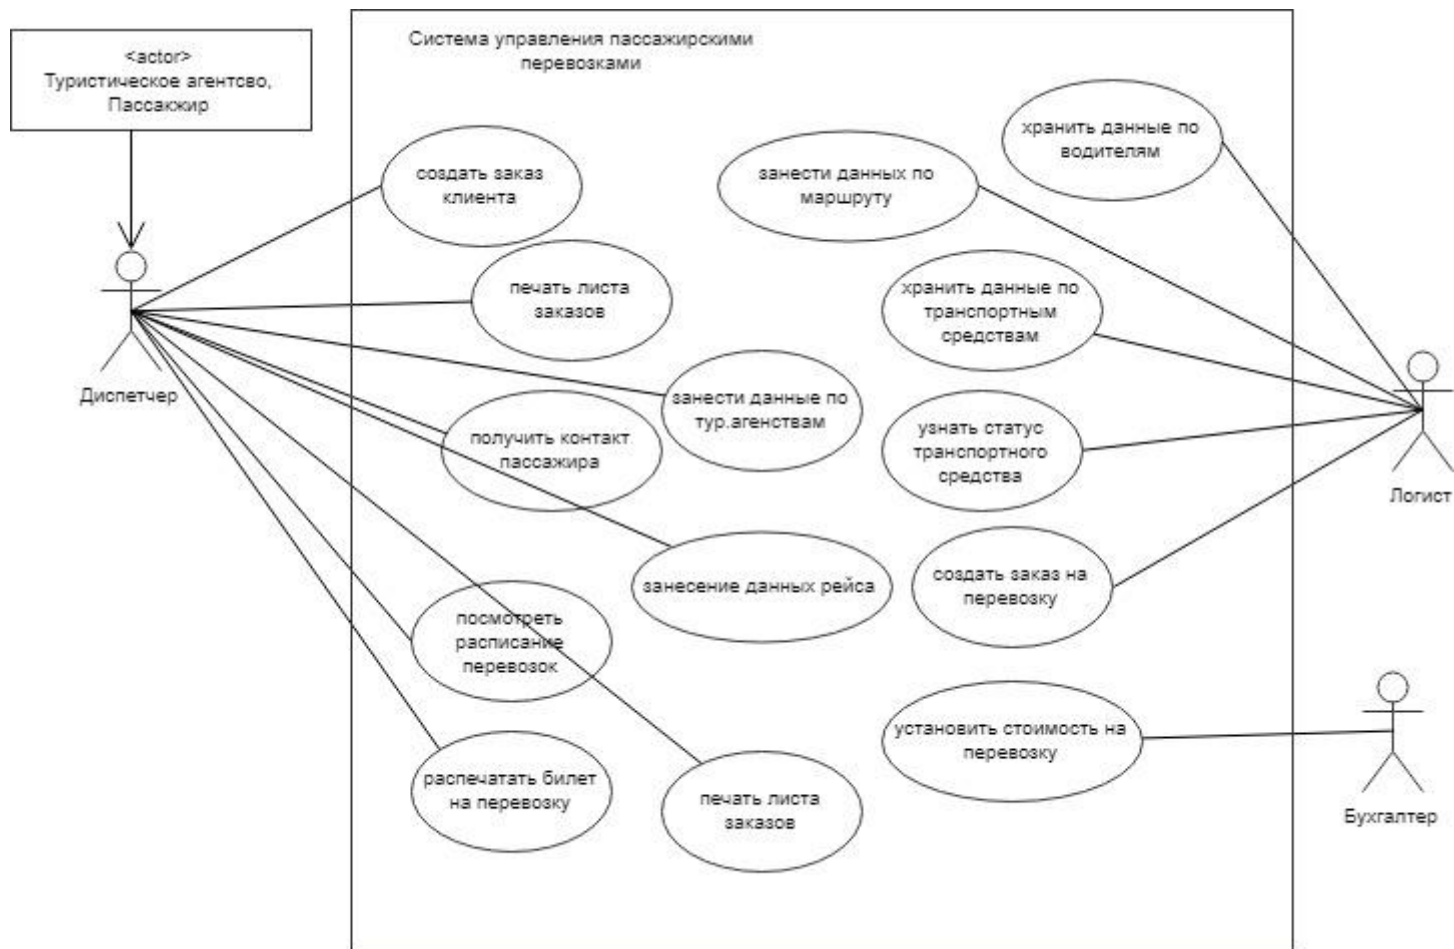 <actor>
Туристическое агентсво,
Пассакжир
Система управления пассажирскими
перевозками
хранить данные по
водителям
создать заказ
клиента
занести данных по
маршруту
печать листа
заказов
хранить данные по
транспортным
средствам
Диспетчер
занести данные по
тур.агенствам
получить контакт
пассажира
узнать статус
транспортного
средства
Логист
занесение данных рейса
создать заказ на
перевозку
посмотреть
расписание
перевозок
установить стоимость на
перевозку
распечатать билет
на перевозку
печать листа
заказов
Бухгалтер